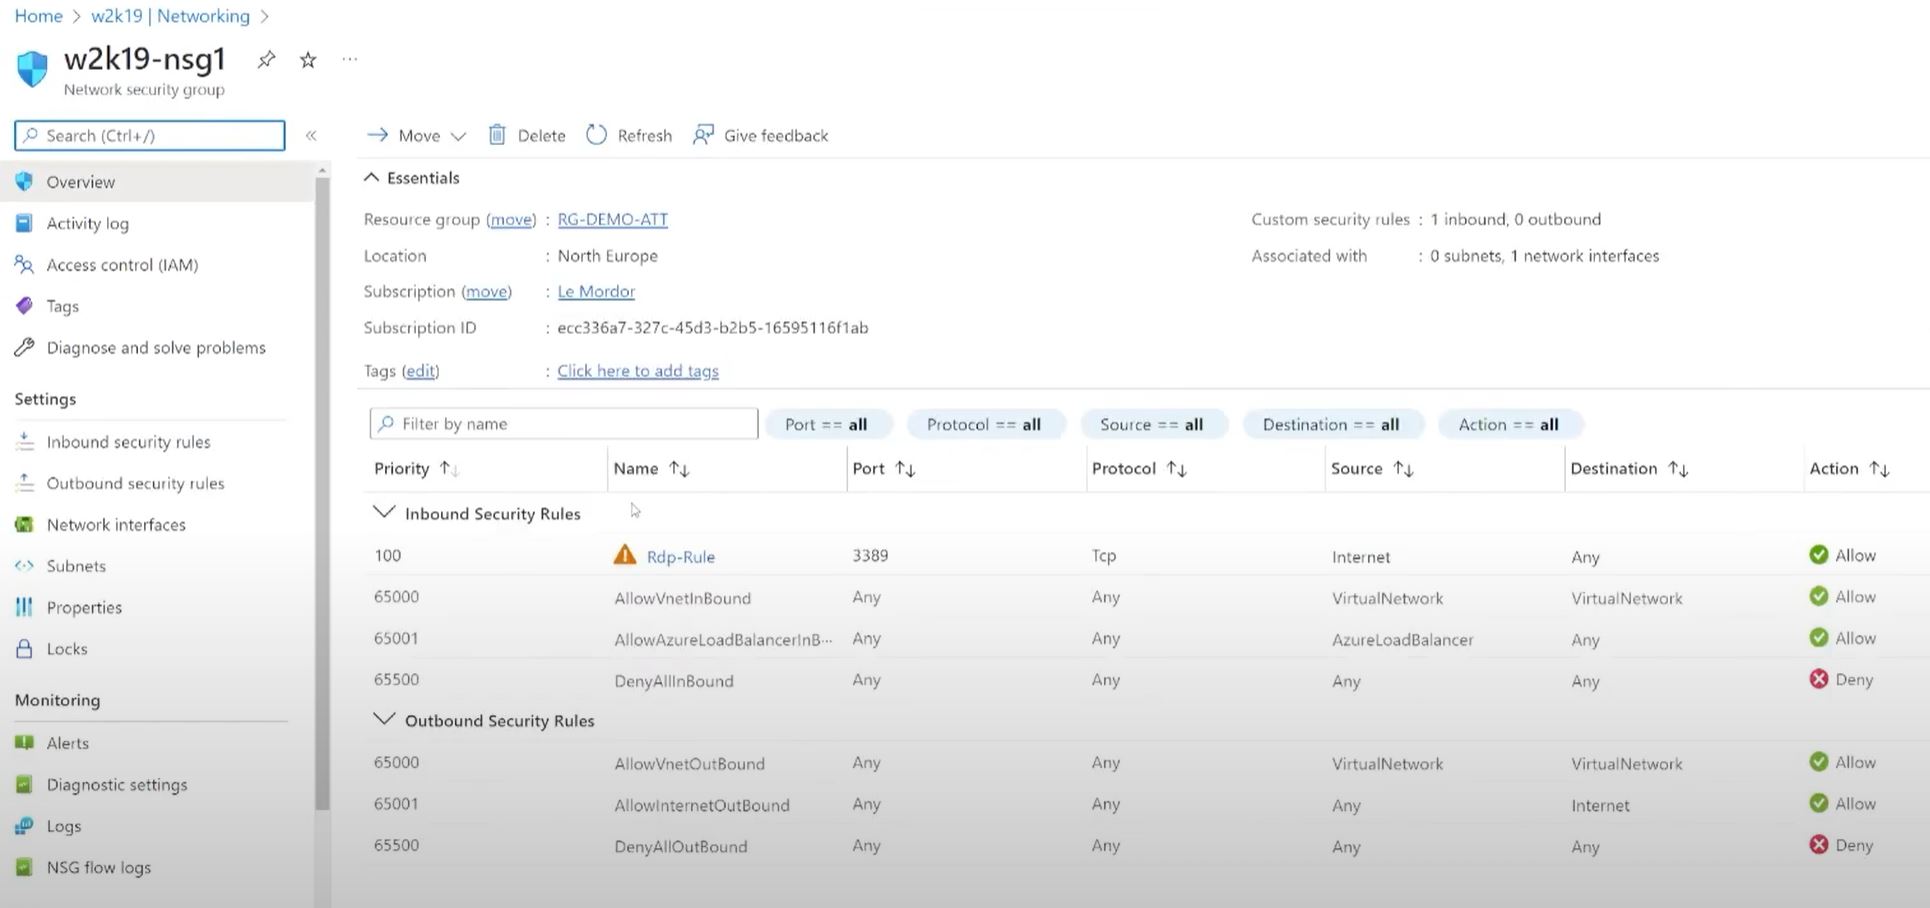 Home > w2k19 | Networking >
w2k19-nsg1 ...
Network security group
Search (Ctrl+/) «
Overview
Activity log
Access control (IAM)
Tags
Diagnose and solve problems
Settings
Inbound security rules
Outbound security rules
Network interfaces
Subnets
Properties
Locks
Monitoring
Alerts
Diagnostic settings
Logs
NSG flow logs
Move Delete Refresh Give feedback
Essentials
Resource group (move) : RG-DEMO-ATT
Location : North Europe
Subscription (move) : Le Mordor
Subscription ID : ecc336a7-327c-45d3-b2b5-16595116f1ab
Tags (edit) : Click here to add tags
Custom security rules : 1 inbound, 0 outbound
Associated with : 0 subnets, 1 network interfaces
Filter by name Port == all Protocol == all Source == all Destination == all Action == all
Priority ↑↓ Name ↑↓ Port ↑↓ Protocol ↑↓ Source ↑↓ Destination ↑↓ Action ↑↓
Inbound Security Rules
100 Rdp-Rule 3389 Tcp Internet Any Allow
65000 AllowVnetInBound Any Any VirtualNetwork VirtualNetwork Allow
65001 AllowAzureLoadBalancerInB... Any Any AzureLoadBalancer Any Allow
65500 DenyAllInBound Any Any Any Any Deny
Outbound Security Rules
65000 AllowVnetOutBound Any Any VirtualNetwork VirtualNetwork Allow
65001 AllowInternetOutBound Any Any Any Internet Allow
65500 DenyAllOutBound Any Any Any Any Deny